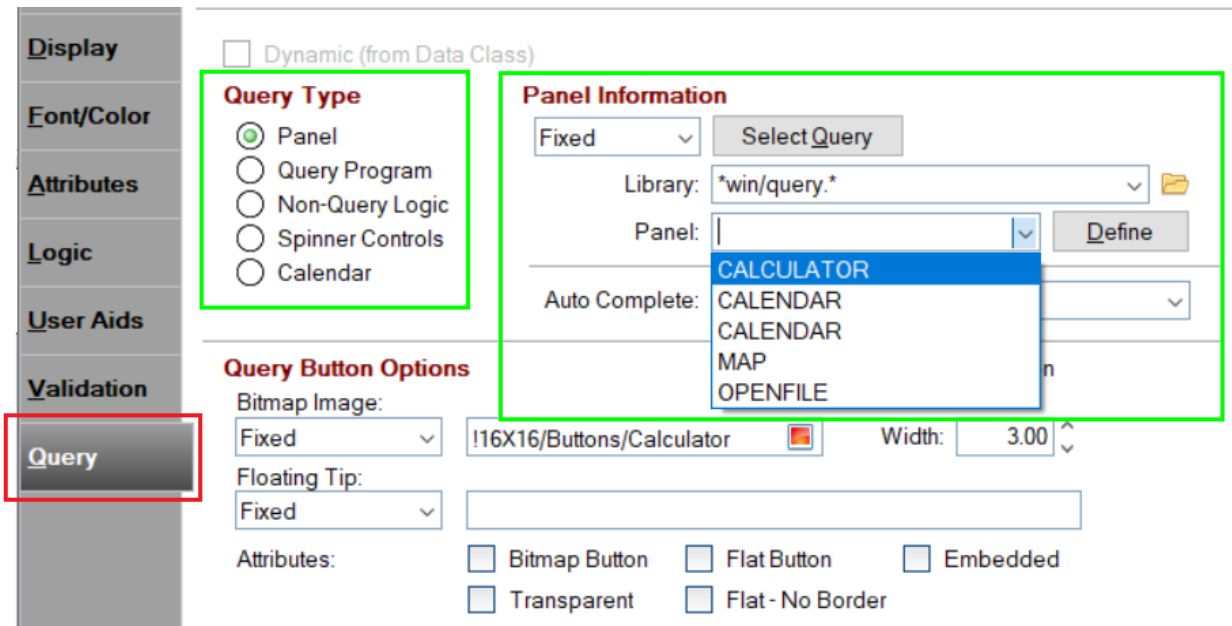 Display
Font/Color
Attributes
Logic
User Aids
Validation
Query
Dynamic (from Data Class)
Query Type
Panel
Query Program
Non-Query Logic
Spinner Controls
Calendar
Panel Information
Fixed
Select Query
Library: *win/query.*
Panel:
Define
CALCULATOR
CALENDAR
CALENDAR
MAP
OPENFILE
Auto Complete:
Query Button Options
n
Bitmap Image:
Fixed
!16X16/Buttons/Calculator
Width: 3.00
Floating Tip:
Fixed
Attributes:
Bitmap Button
Flat Button
Embedded
Transparent
Flat - No Border